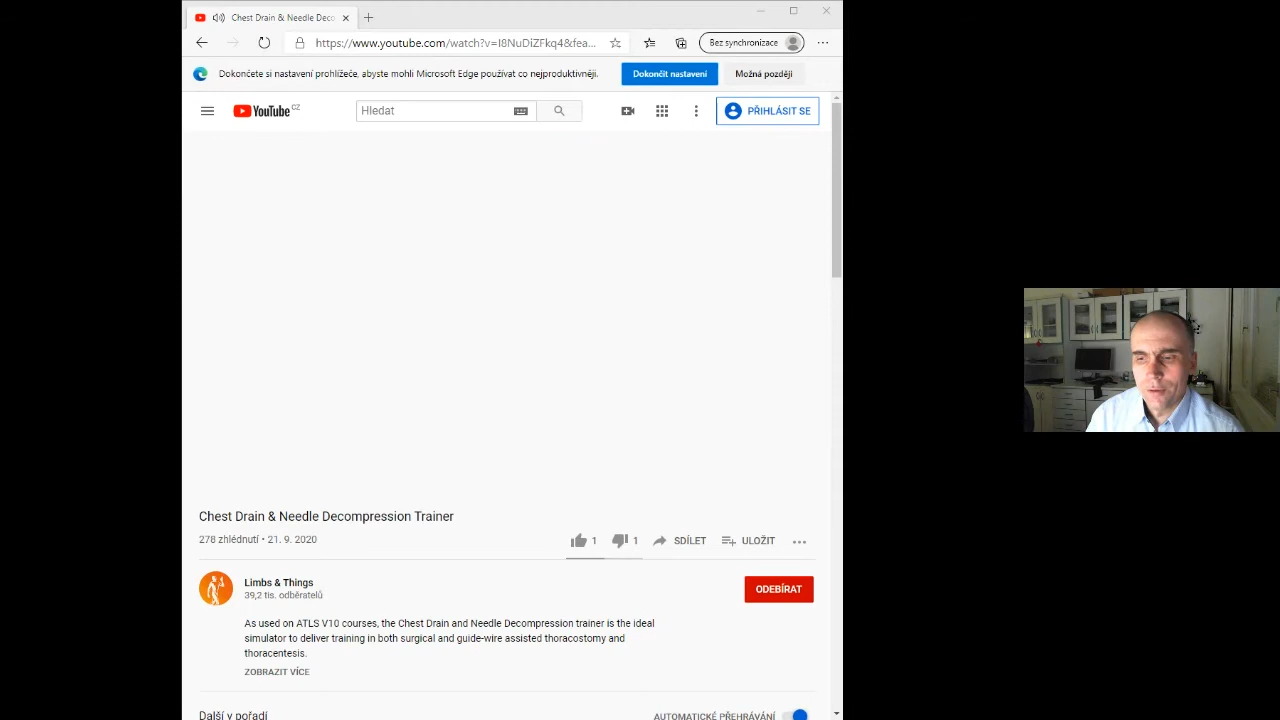 Chest Drain & Needle Deco
https://www.youtube.com/watch?v=I8NuDiZFkq4&fea...
Bez synchronizace
Dokončete si nastavení prohlížeče, abyste mohli Microsoft Edge používat co nejproduktivněji.
Dokončit nastavení
Možná později
YouTube CZ
Hledat
PŘIHLÁSIT SE
Chest Drain & Needle Decompression Trainer
278 zhlédnutí • 21. 9. 2020
1
1
SDÍLET
ULOŽIT
Limbs & Things
39,2 tis. odběratelů
ODEBÍRAT
As used on ATLS V10 courses, the Chest Drain and Needle Decompression trainer is the ideal
simulator to deliver training in both surgical and guide-wire assisted thoracostomy and
thoracentesis.
ZOBRAZIT VÍCE
Další v pořadí
AUTOMATICKÉ PŘEHRÁVÁNÍ